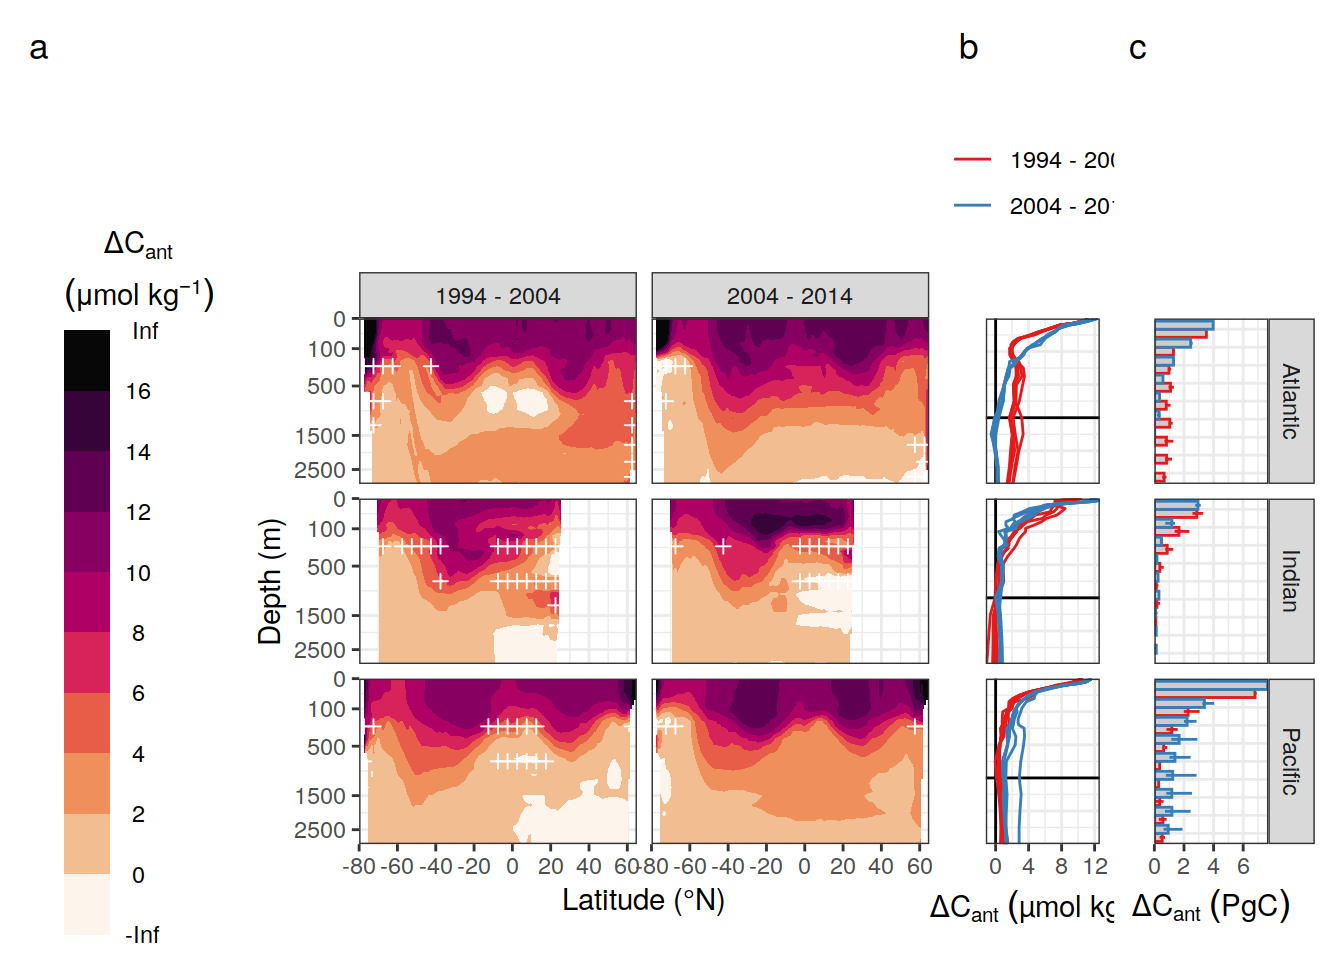 a
b
c
1994 - 200
2004 - 201
ΔCant
(μmol kg−1)
Inf
16
14
12
10
8
6
4
2
0
-Inf
1994 - 2004
2004 - 2014
Depth (m)
0
100
500
1500
2500
0
100
500
1500
2500
0
100
500
1500
2500
-80 -60 -40 -20 0 20 40 60
-80 -60 -40 -20 0 20 40 60
Latitude (°N)
0 4 8 12
ΔCant (μmol kg
0 2 4 6
ΔCant (PgC)
Atlantic
Indian
Pacific